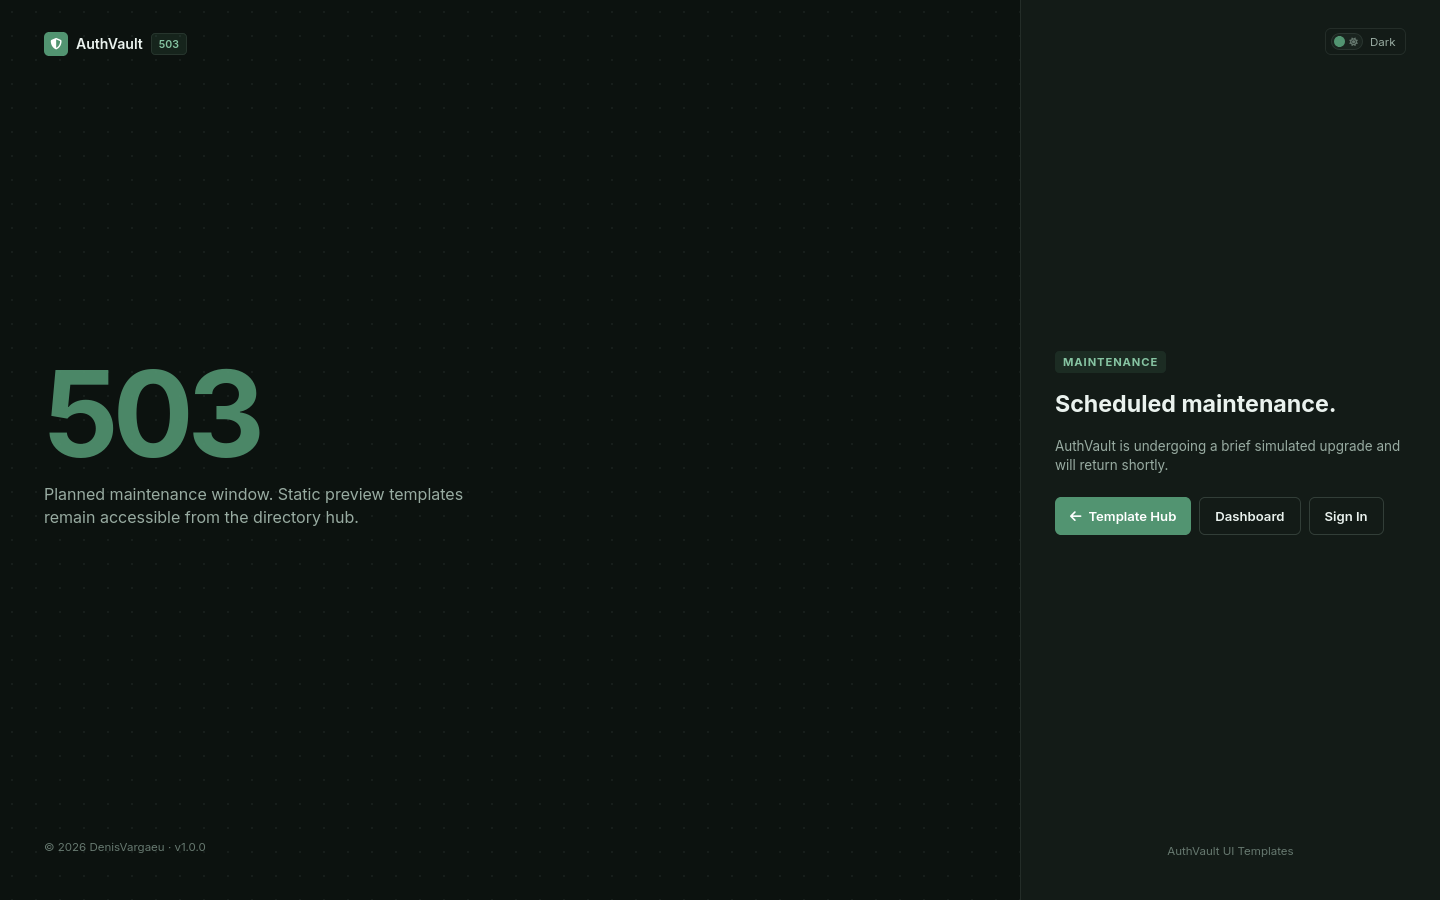 AuthVault 503
503
Planned maintenance window. Static preview templates
remain accessible from the directory hub.
© 2026 DenisVargaeu · v1.0.0
Dark
MAINTENANCE
Scheduled maintenance.
AuthVault is undergoing a brief simulated upgrade and
will return shortly.
← Template Hub Dashboard Sign In
AuthVault UI Templates